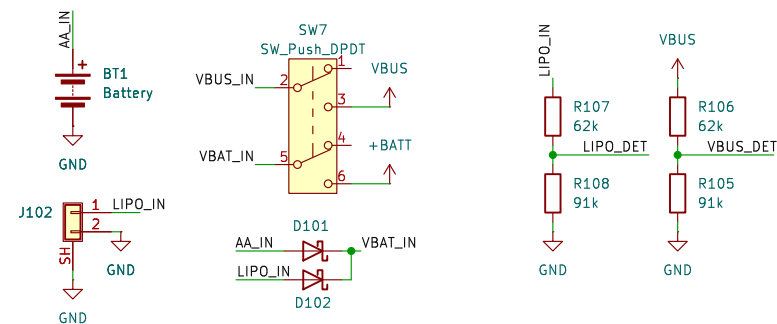 AA_IN
BT1
Battery
GND
J102
1
LIPO_IN
2
GND
SH
GND
SW7
SW_Push_DPDT
VBUS_IN
2
1
VBUS
3
VBAT_IN
5
4
+BATT
6
D101
AA_IN
VBAT_IN
LIPO_IN
D102
LIPO_IN
R107
62k
LIPO_DET
R108
91k
GND
VBUS
R106
62k
VBUS_DET
R105
91k
GND